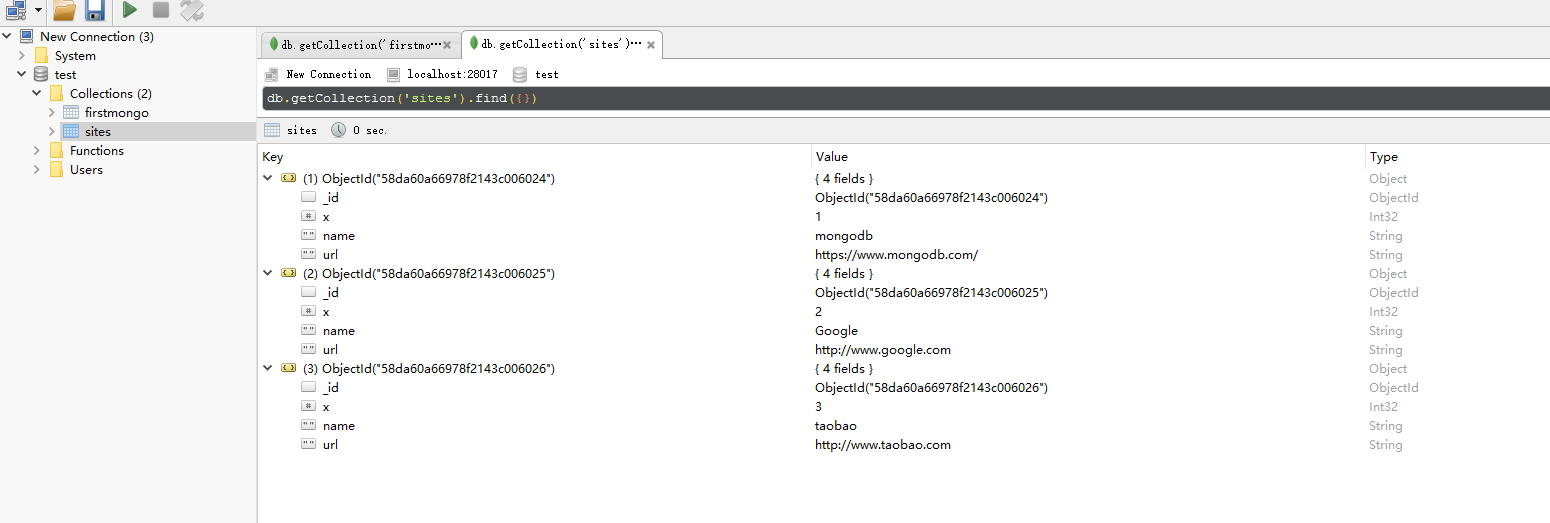 New Connection (3)
System
test
Collections (2)
firstmongo
sites
Functions
Users
db.getCollection('firstmo···
db.getCollection('sites')···
New Connection localhost:28017 test
db.getCollection('sites').find({})
sites 0 sec.
Key Value Type
(1) ObjectId("58da60a66978f2143c006024") { 4 fields } Object
_id ObjectId("58da60a66978f2143c006024") ObjectId
x 1 Int32
name mongodb String
url https://www.mongodb.com/ String
(2) ObjectId("58da60a66978f2143c006025") { 4 fields } Object
_id ObjectId("58da60a66978f2143c006025") ObjectId
x 2 Int32
name Google String
url http://www.google.com String
(3) ObjectId("58da60a66978f2143c006026") { 4 fields } Object
_id ObjectId("58da60a66978f2143c006026") ObjectId
x 3 Int32
name taobao String
url http://www.taobao.com String